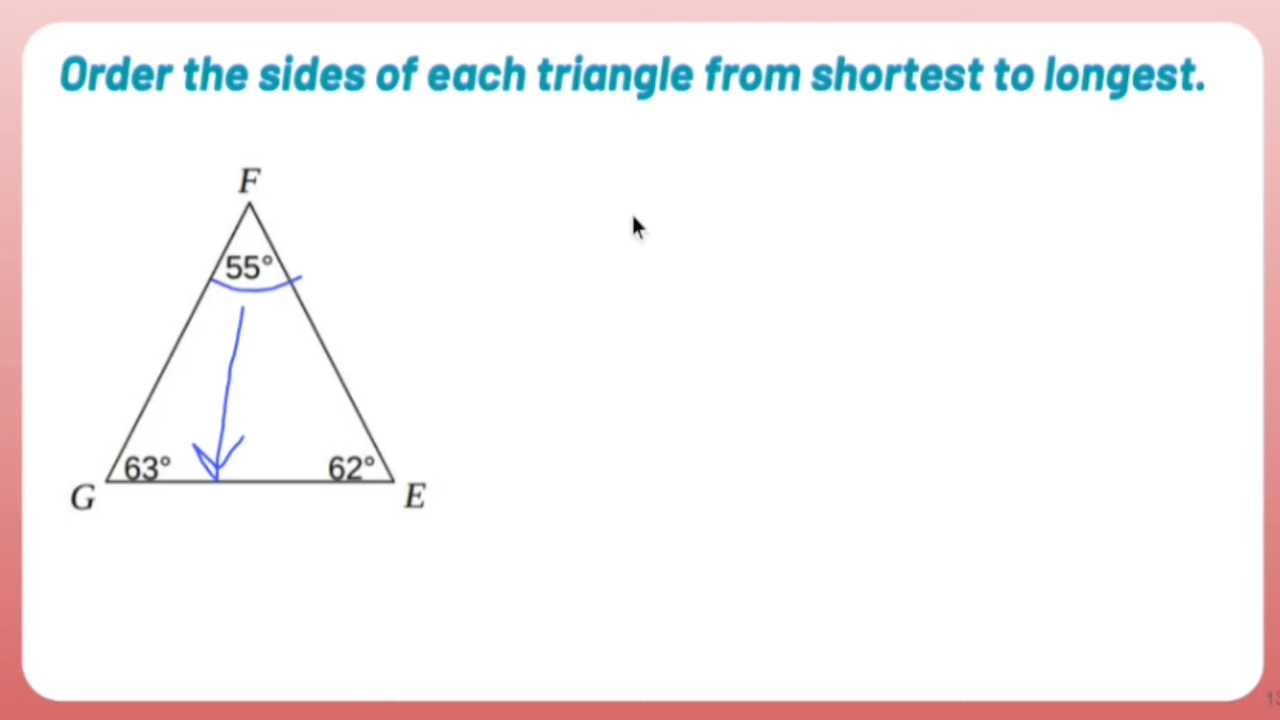 Order the sides of each triangle from shortest to longest.
F
55°
63°
62°
G
E